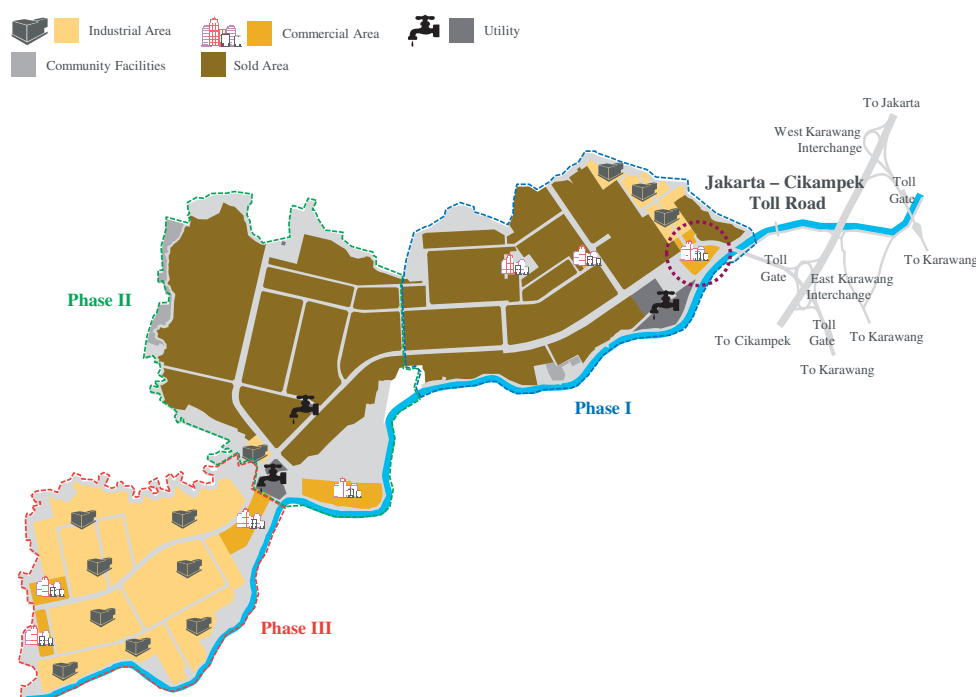 Industrial Area
Commercial Area
Utility
Community Facilities
Sold Area
To Jakarta
West Karawang
Interchange
Jakarta – Cikampek
Toll Road
Toll
Gate
To Karawang
Toll
Gate
East Karawang
Interchange
Phase II
To Cikampek
Toll
Gate
To Karawang
To Karawang
Phase I
Phase III